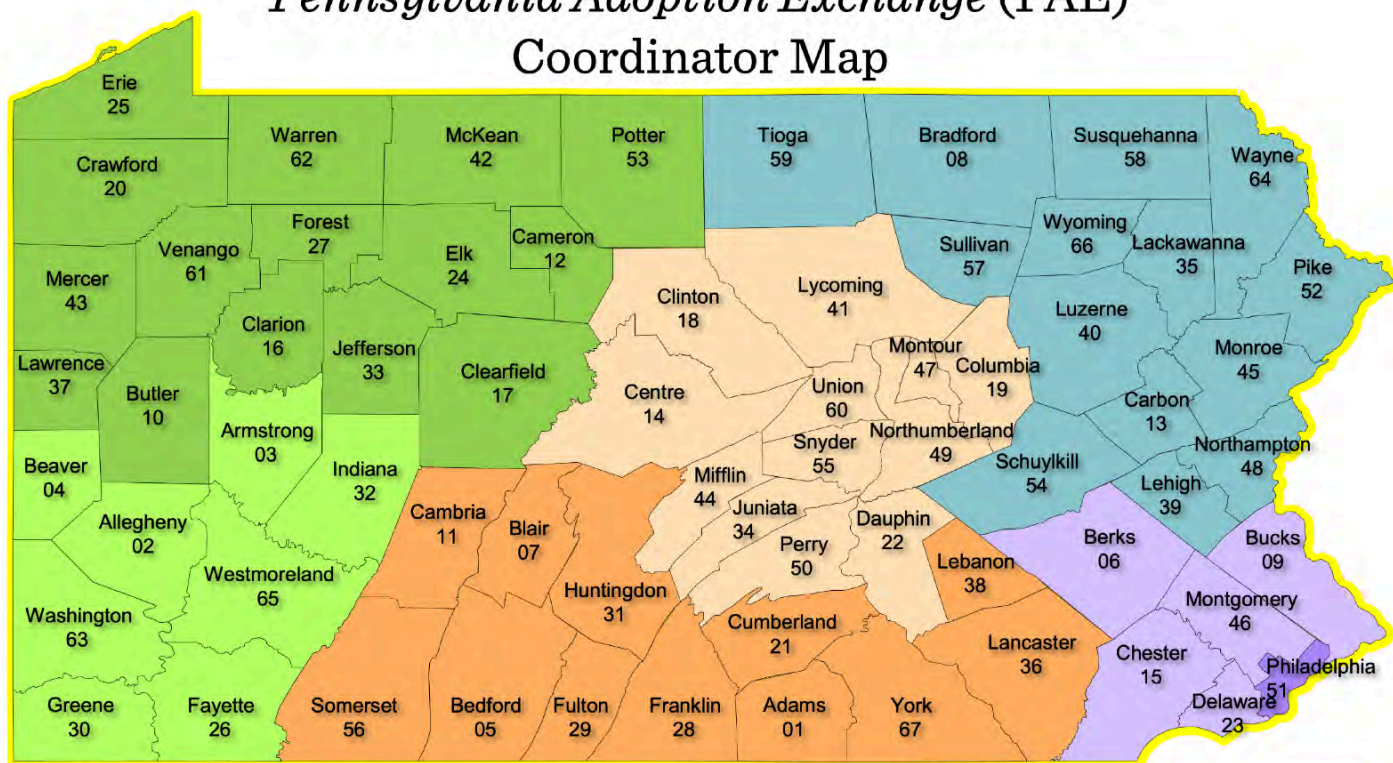 Pennsylvania Adoption Exchange (PAE)
Coordinator Map
Erie
25
Crawford
20
Warren
62
McKean
42
Potter
53
Tioga
59
Bradford
08
Susquehanna
58
Wayne
64
Mercer
43
Venango
61
Forest
27
Elk
24
Cameron
12
Sullivan
57
Wyoming
66
Lackawanna
35
Pike
52
Lawrence
37
Butler
10
Clarion
16
Jefferson
33
Clearfield
17
Clinton
18
Lycoming
41
Centre
14
Union
60
Montour
47
Columbia
19
Luzerne
40
Monroe
45
Carbon
13
Northampton
48
Beaver
04
Armstrong
03
Indiana
32
Snyder
55
Northumberland
49
Schuylkill
54
Lehigh
39
Allegheny
02
Cambria
11
Blair
07
Mifflin
44
Juniata
34
Perry
50
Dauphin
22
Lebanon
38
Berks
06
Bucks
09
Washington
63
Westmoreland
65
Huntingdon
31
Cumberland
21
Lancaster
36
Montgomery
46
Chester
15
Philadelphia
51
Delaware
23
Greene
30
Fayette
26
Somerset
56
Bedford
05
Fulton
29
Franklin
28
Adams
01
York
67